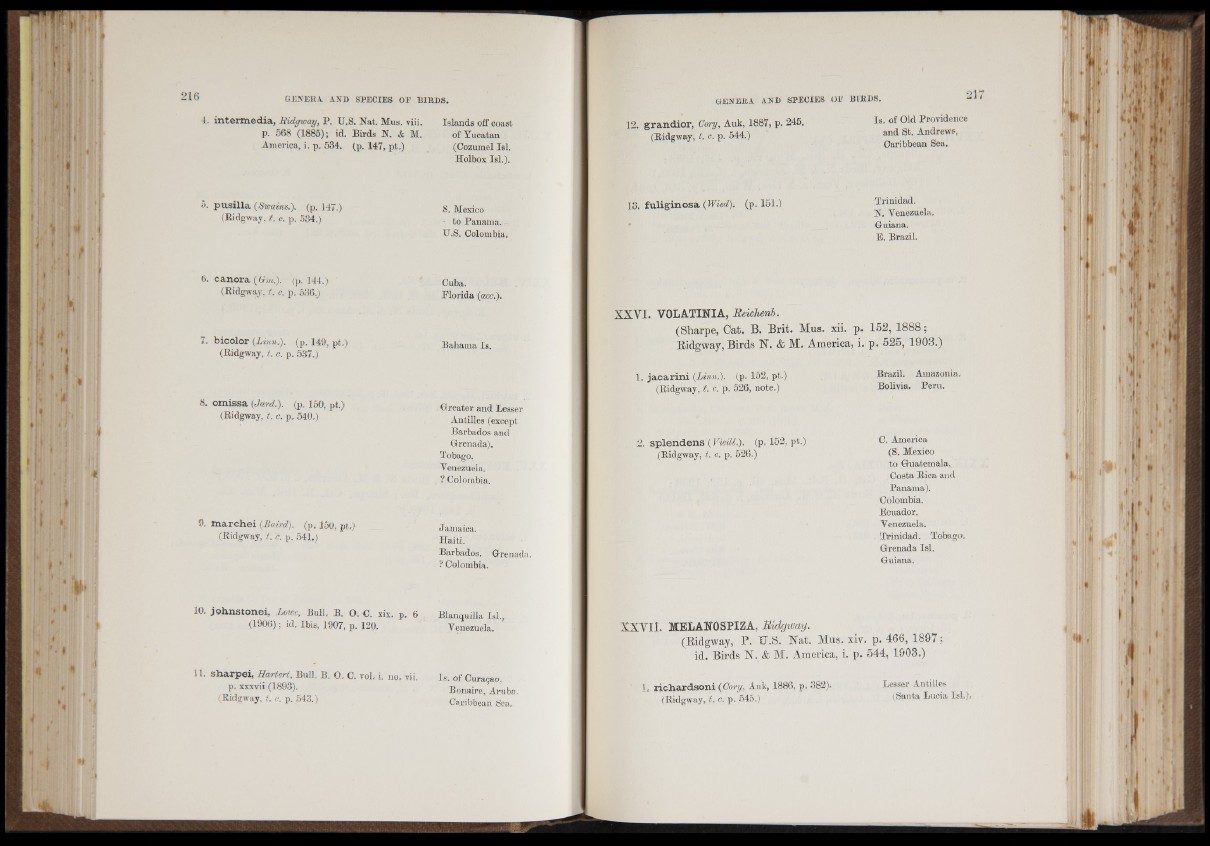 216
GENERA AND SPECIES OF BIRDS.
4. intermedia, Ridgway, P. U.S. Nat. Mus. viii.
p. 568 (1885); id. Birds N. & M.
America, i. p. 534. (p. 147, pt.)
Islands off coast
of Yucatan
(Cozumel Isl.
Holbox Isl.).
5. pusilla (Swains.). (p. 147.)
(Ridgway, t. c. p. 534.)
S. Mexico
to Panama.
U.S. Colombia.
6. canora (Gm.). (p. 144.)
(Ridgway, t. c. p. 536.)
Cuba.
Florida (acc.).
7. bicolor (Linn.). (p. 149, pt.)
(Ridgway, t. c. p. 537.)
Bahama Is.
8. omissa (Jard.). (p. 150, pt.)
(Ridgway, t. c. p. 540.)
Greater and Lesser
Antilles (except
Barbados and
Grenada).
Tobago.
Venezuela.
? Colombia.
9. marchei (Baird). (p. 150, pt.)
(Ridgway, t. c. p. 541.)
Jamaica.
Haiti.
Barbados. Grenada.
? Colombia.
10. johnstonei, Lowe, Bull. B. O. C. xix. p. 6
(1906); id. Ibis, 1907, p. 120.
Blanquilla Isl.,
Venezuela.
11. sharpei, Hartert, Bull. B. O. C. vol. i. no. vii.
p. xxxvii (1893).
(Ridgway, t. c. p. 543.)
Is. of Curaçao.
Bonaire, Aruba.
Caribbean Sea.
GENERA AND SPECIES OF BIRDS.
217
12. grandior, Cory, Auk, 1887, p. 245.
(Ridgway, t. c. p. 544.)
Is. of Old Providence
and St. Andrews,
Caribbean Sea.
13. fuliginosa (Wied). (p. 151.)
Trinidad.
N. Venezuela.
Guiana.
E. Brazil.
XXVI. VOLATINIA, Reichenb.
(Sharpe, Cat. B. Brit. Mus. xii. p. 152, 1888;
Ridgway, Birds N. & M. America, i. p. 525, 1903.)
1. jacarini (Linn.). (p. 152, pt.)
(Ridgway, t. c. p. 526, note.)
Brazil. Amazonia.
Bolivia. Peru.
2. splendens (Vieill.). (p. 152, pt.)
(Ridgway, t. c. p. 526.)
C. America
(S. Mexico
to Guatemala,
Costa Rica and
Panama).
Colombia.
Ecuador.
Venezuela.
Trinidad. Tobago.
Grenada Isl.
Guiana.
XXVII. MELANOSPIZA, Ridgway.
(Ridgway, P. U.S. Nat. Mus. xiv. p. 466, 1897;
id. Birds N. & M. America, i. p. 544, 1903.)
1. richardsoni (Cory, Auk, 1886, p. 382).
(Ridgway, t. c. p. 545.)
Lesser Antilles
(Santa Lucia Isl.).